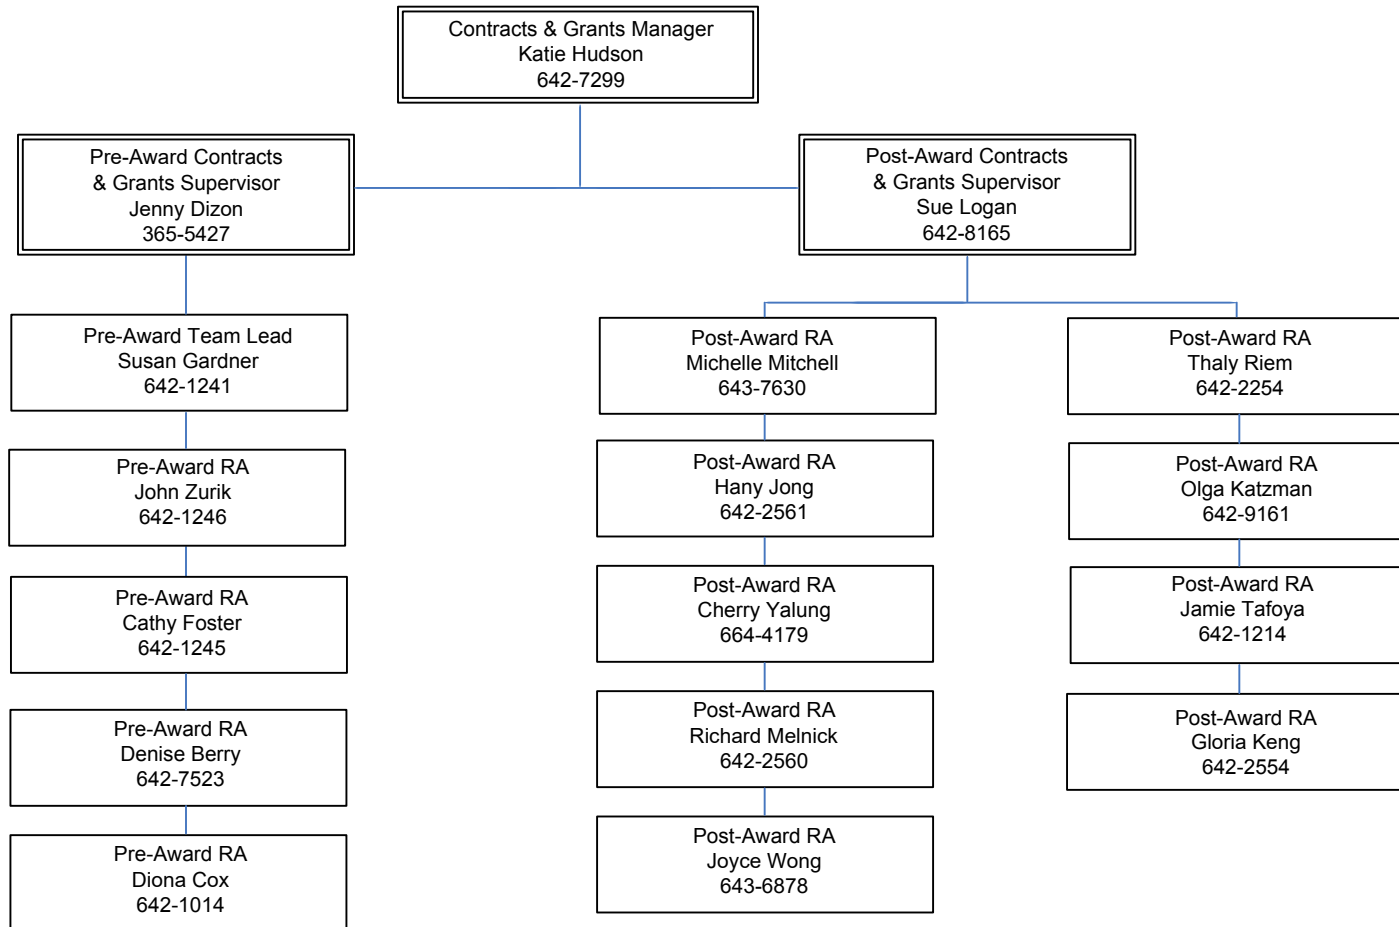 Contracts & Grants Manager
Katie Hudson
642-7299
Pre-Award Contracts
& Grants Supervisor
Jenny Dizon
365-5427
Post-Award Contracts
& Grants Supervisor
Sue Logan
642-8165
Pre-Award Team Lead
Susan Gardner
642-1241
Pre-Award RA
John Zurik
642-1246
Pre-Award RA
Cathy Foster
642-1245
Pre-Award RA
Denise Berry
642-7523
Pre-Award RA
Diona Cox
642-1014
Post-Award RA
Michelle Mitchell
643-7630
Post-Award RA
Hany Jong
642-2561
Post-Award RA
Cherry Yalung
664-4179
Post-Award RA
Richard Melnick
642-2560
Post-Award RA
Joyce Wong
643-6878
Post-Award RA
Thaly Riem
642-2254
Post-Award RA
Olga Katzman
642-9161
Post-Award RA
Jamie Tafoya
642-1214
Post-Award RA
Gloria Keng
642-2554